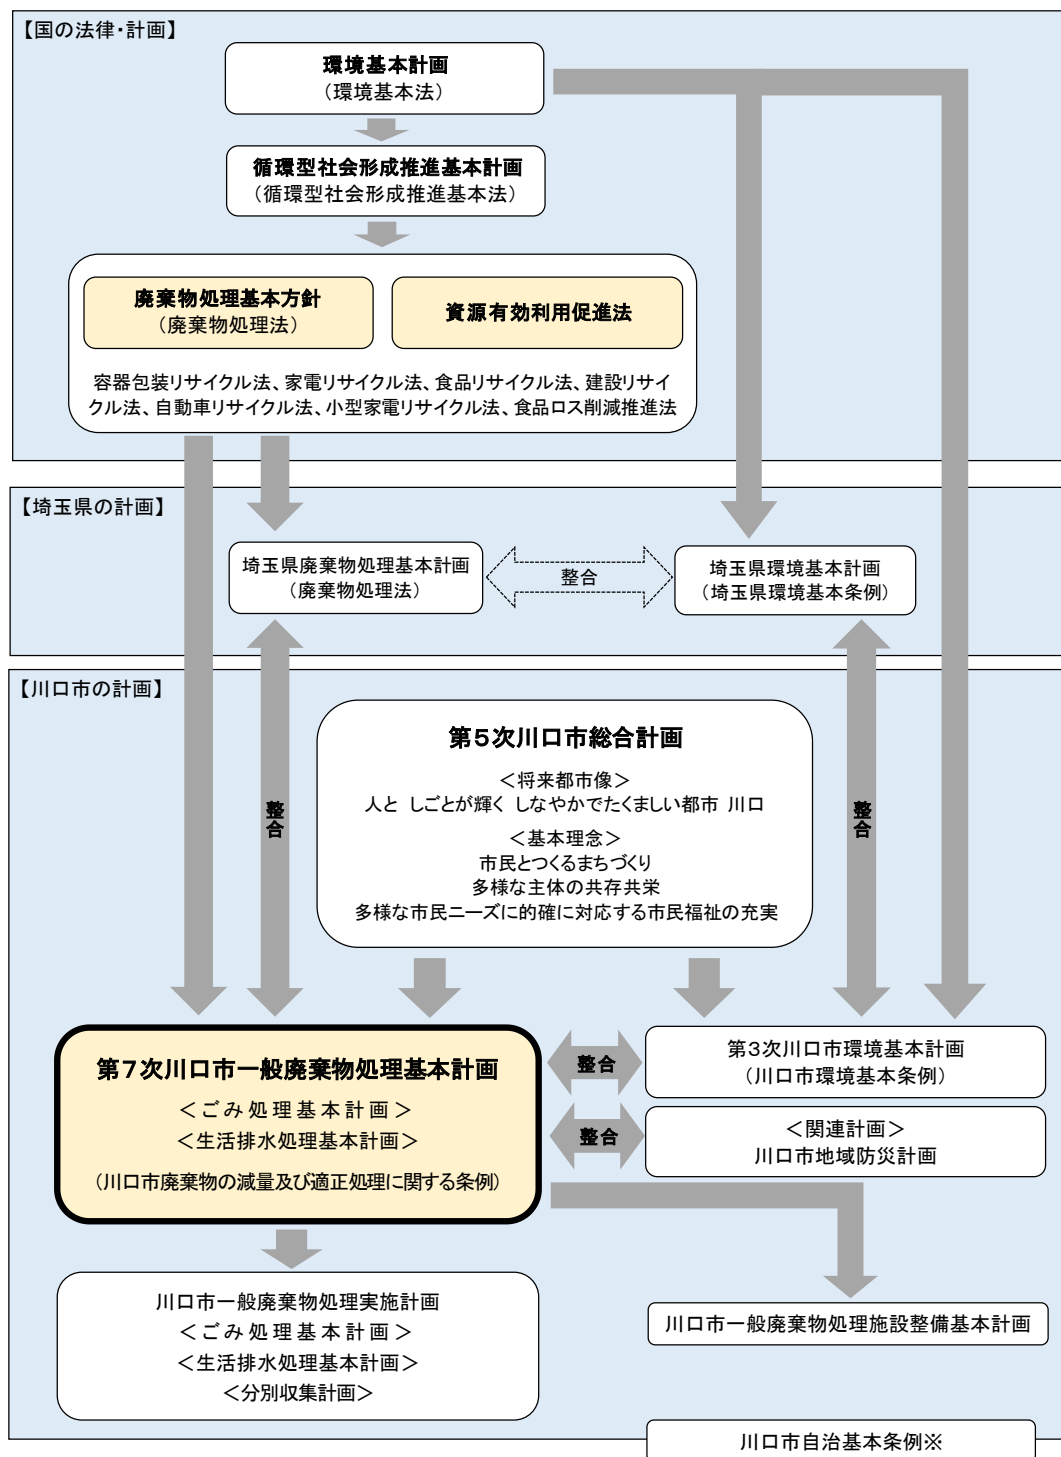 【国の法律・計画】
環境基本計画
（環境基本法）
循環型社会形成推進基本計画
（循環型社会形成推進基本法）
廃棄物処理基本方針
（廃棄物処理法）
資源有効利用促進法
容器包装リサイクル法、家電リサイクル法、食品リサイクル法、建設リサイ
クル法、自動車リサイクル法、小型家電リサイクル法、食品ロス削減推進法
【埼玉県の計画】
埼玉県廃棄物処理基本計画
（廃棄物処理法）
整合
埼玉県環境基本計画
（埼玉県環境基本条例）
【川口市の計画】
第５次川口市総合計画
＜将来都市像＞
人と しごとが輝く しなやかでたくましい都市 川口
＜基本理念＞
市民とつくるまちづくり
多様な主体の共存共栄
多様な市民ニーズに的確に対応する市民福祉の充実
整合
整合
第７次川口市一般廃棄物処理基本計画
＜ごみ処理基本計画＞
＜生活排水処理基本計画＞
（川口市廃棄物の減量及び適正処理に関する条例）
整合
第３次川口市環境基本計画
（川口市環境基本条例）
整合
＜関連計画＞
川口市地域防災計画
川口市一般廃棄物処理実施計画
＜ごみ処理基本計画＞
＜生活排水処理基本計画＞
＜分別収集計画＞
川口市一般廃棄物処理施設整備基本計画
川口市自治基本条例※